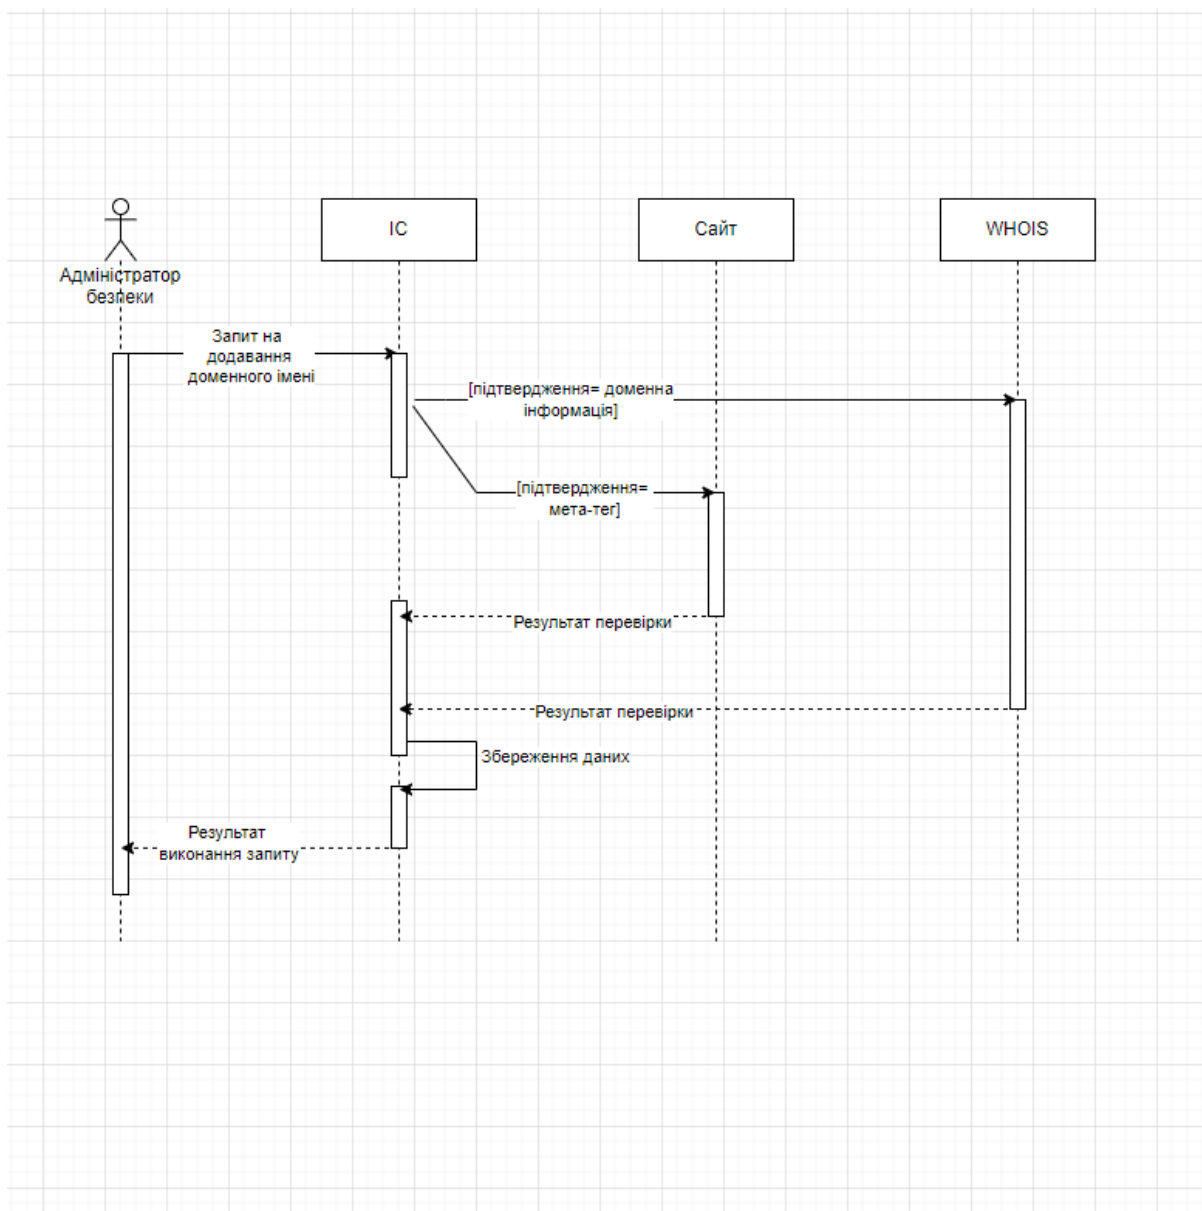 ІС
Сайт
WHOIS
Адміністратор
безпеки
Запит на
додавання
доменного імені
[підтвердження= доменна
інформація]
[підтвердження=
мета-тег]
Результат перевірки
Результат перевірки
Збереження даних
Результат
виконання запиту